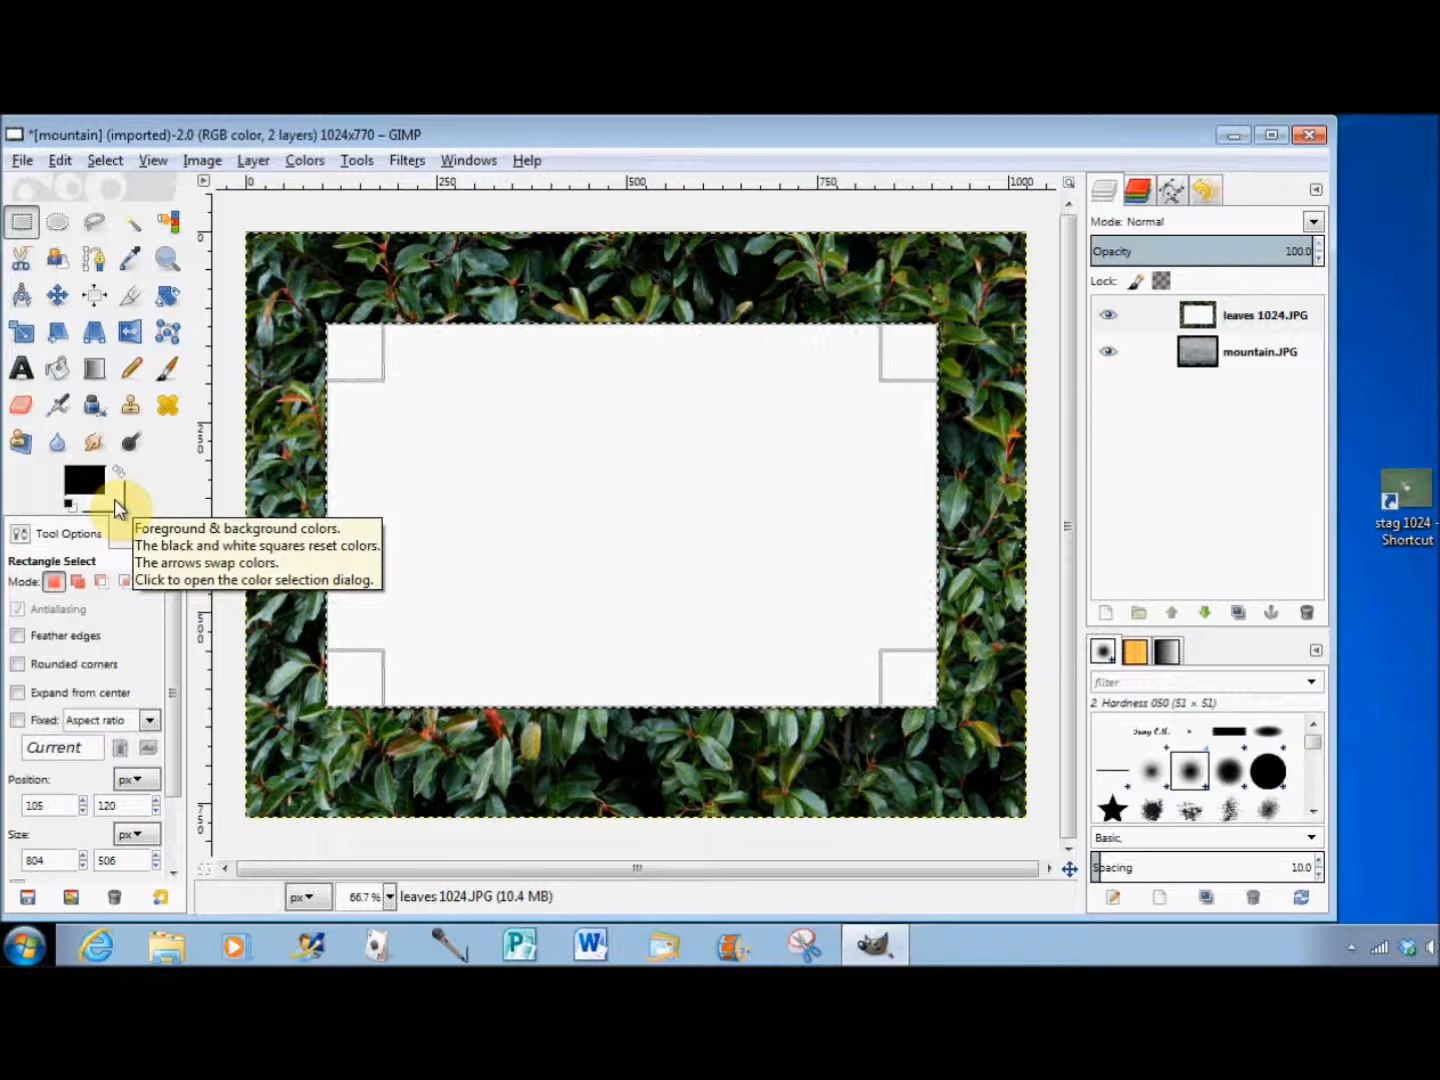 *[mountain] (imported)-2.0 (RGB color, 2 layers) 1024x770 – GIMP
File Edit Select View Image Layer Colors Tools Filters Windows Help
0 250 500 750 1000
0
250
500
750
Mode: Normal
Opacity 100.0
Lock:
leaves 1024.JPG
mountain.JPG
stag 1024 - Shortcut
Foreground & background colors.
The black and white squares reset colors.
The arrows swap colors.
Click to open the color selection dialog.
Tool Options
Rectangle Select
Mode:
Antialiasing
Feather edges
Rounded corners
Expand from center
Fixed: Aspect ratio
Current
Position: px
105 120
Size: px
804 506
filter
2. Hardness 050 (51 × 51)
Basic,
Spacing 10.0
px 66.7 % leaves 1024.JPG (10.4 MB)